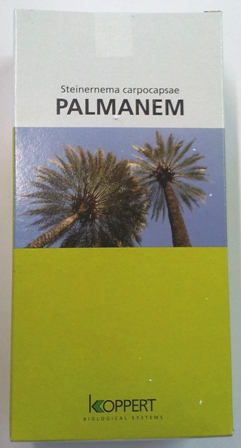 Steinernema carpocapsae
PALMANEM
KOPPERT
BIOLOGICAL SYSTEMS